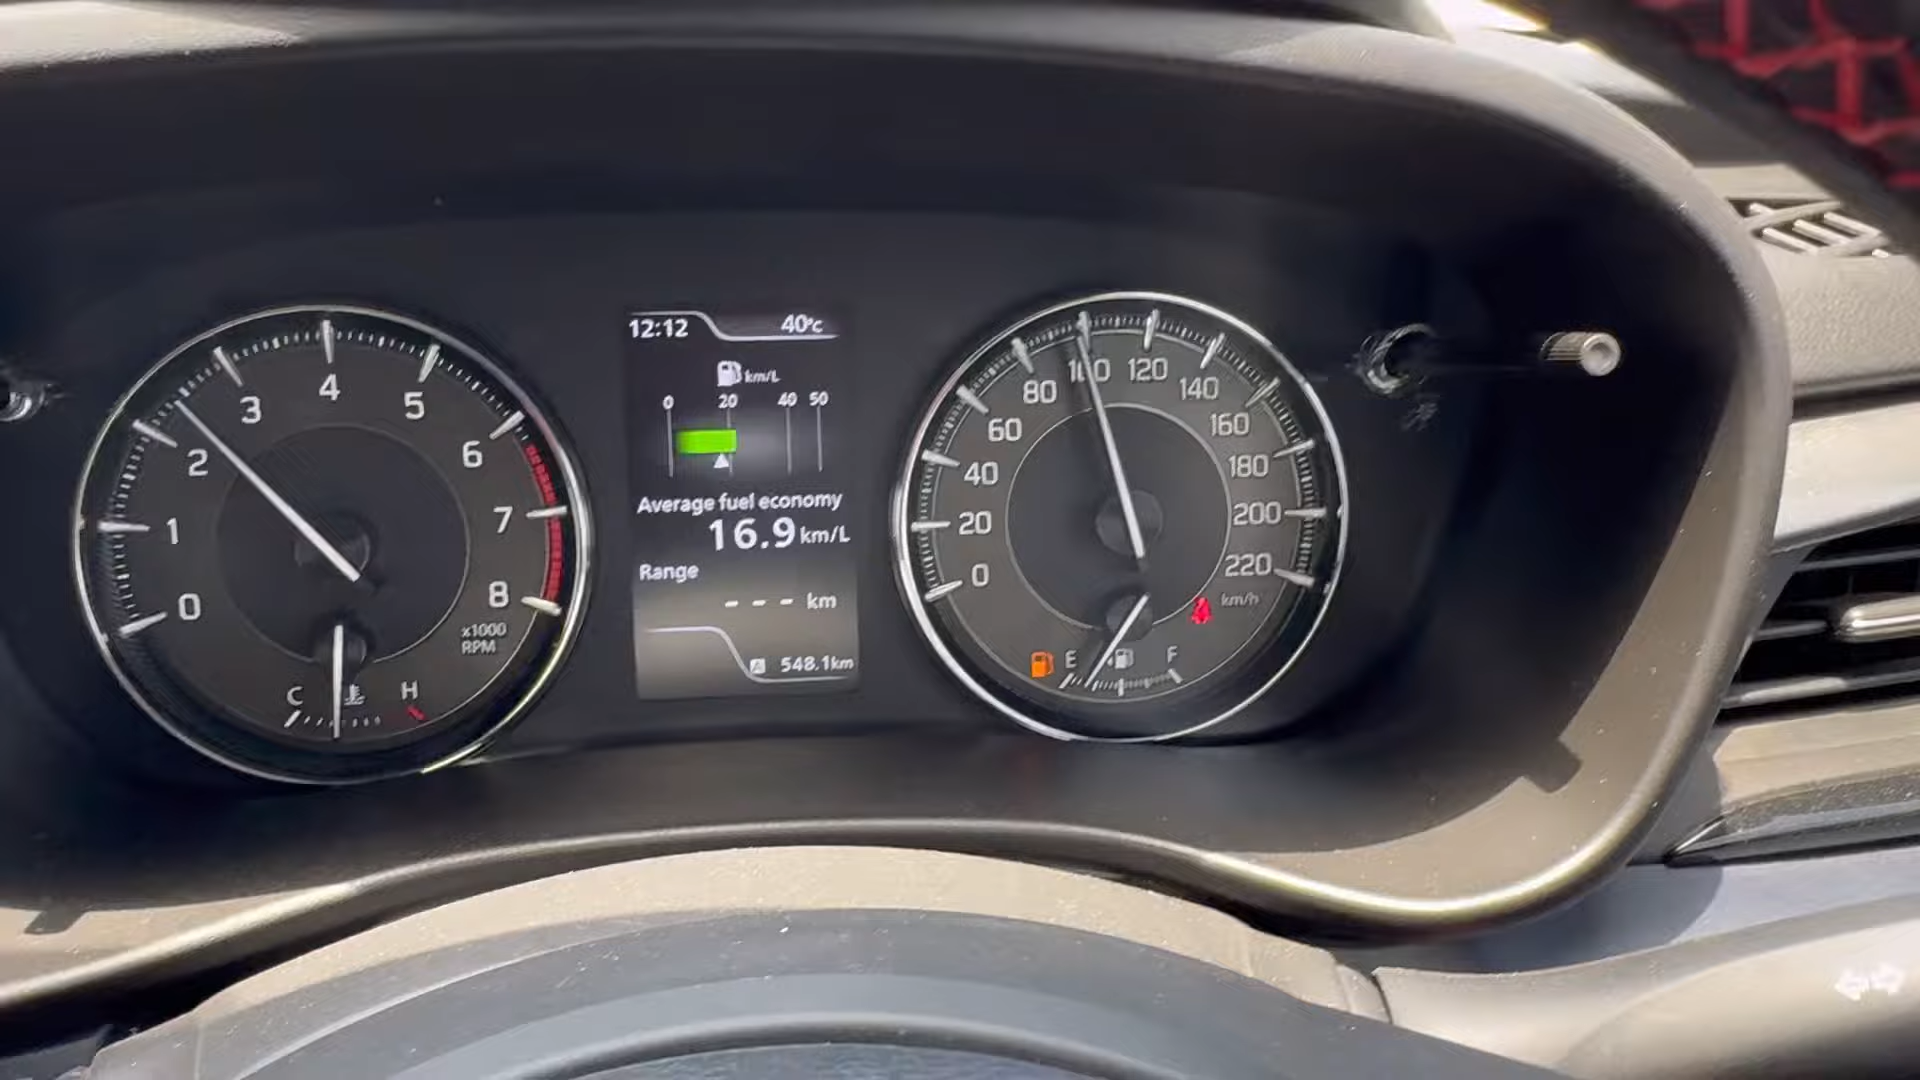 0
1
2
3
4
5
6
7
8
x1000
RPM
C
H
12:12
40°C
km/L
0 20 40 50
Average fuel economy
16.9 km/L
Range
--- km
A 548.1km
0
20
40
60
80
100
120
140
160
180
200
220
km/h
E
F